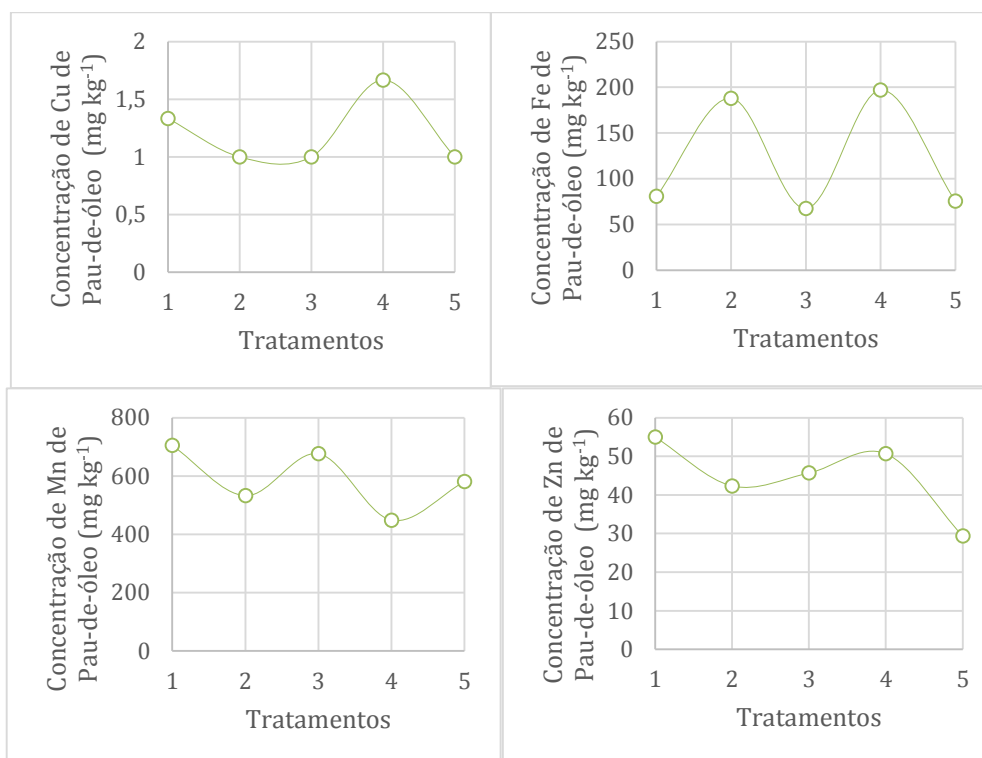 Concentração de Cu de
Pau-de-óleo (mg kg⁻¹)
2
1,5
1
0,5
0
1 2 3 4 5
Tratamentos
Concentração de Fe de
Pau-de-óleo (mg kg⁻¹)
250
200
150
100
50
0
1 2 3 4 5
Tratamentos
Concentração de Mn de
Pau-de-óleo (mg kg⁻¹)
800
600
400
200
0
1 2 3 4 5
Tratamentos
Concentração de Zn de
Pau-de-óleo (mg kg⁻¹)
60
50
40
30
20
10
0
1 2 3 4 5
Tratamentos